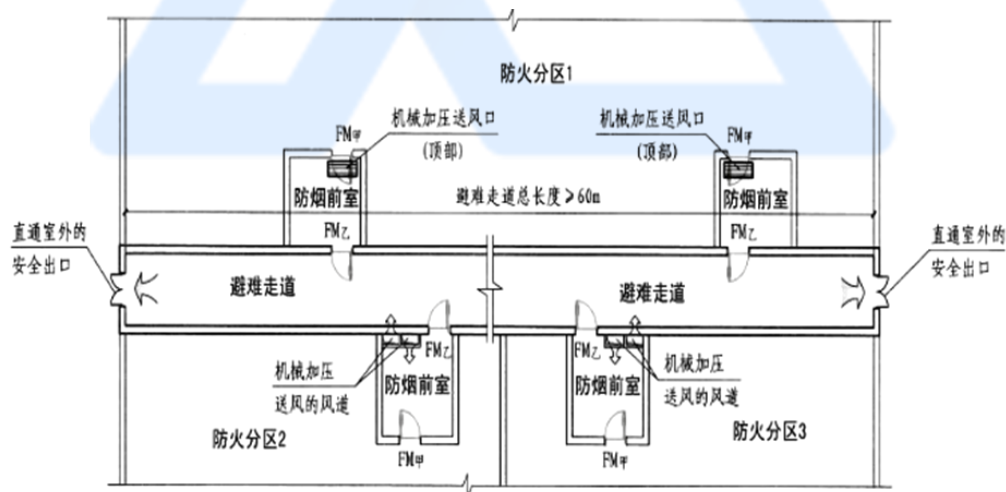 防火分区1
机械加压送风口
(顶部)
机械加压送风口
(顶部)
FM甲
FM甲
防烟前室
防烟前室
避难走道总长度≥60m
FM乙
FM乙
直通室外的
安全出口
直通室外的
安全出口
避难走道
避难走道
FM乙
FM乙
机械加压
送风的风道
机械加压
送风的风道
防烟前室
防烟前室
防火分区2
防火分区3
FM甲
FM甲